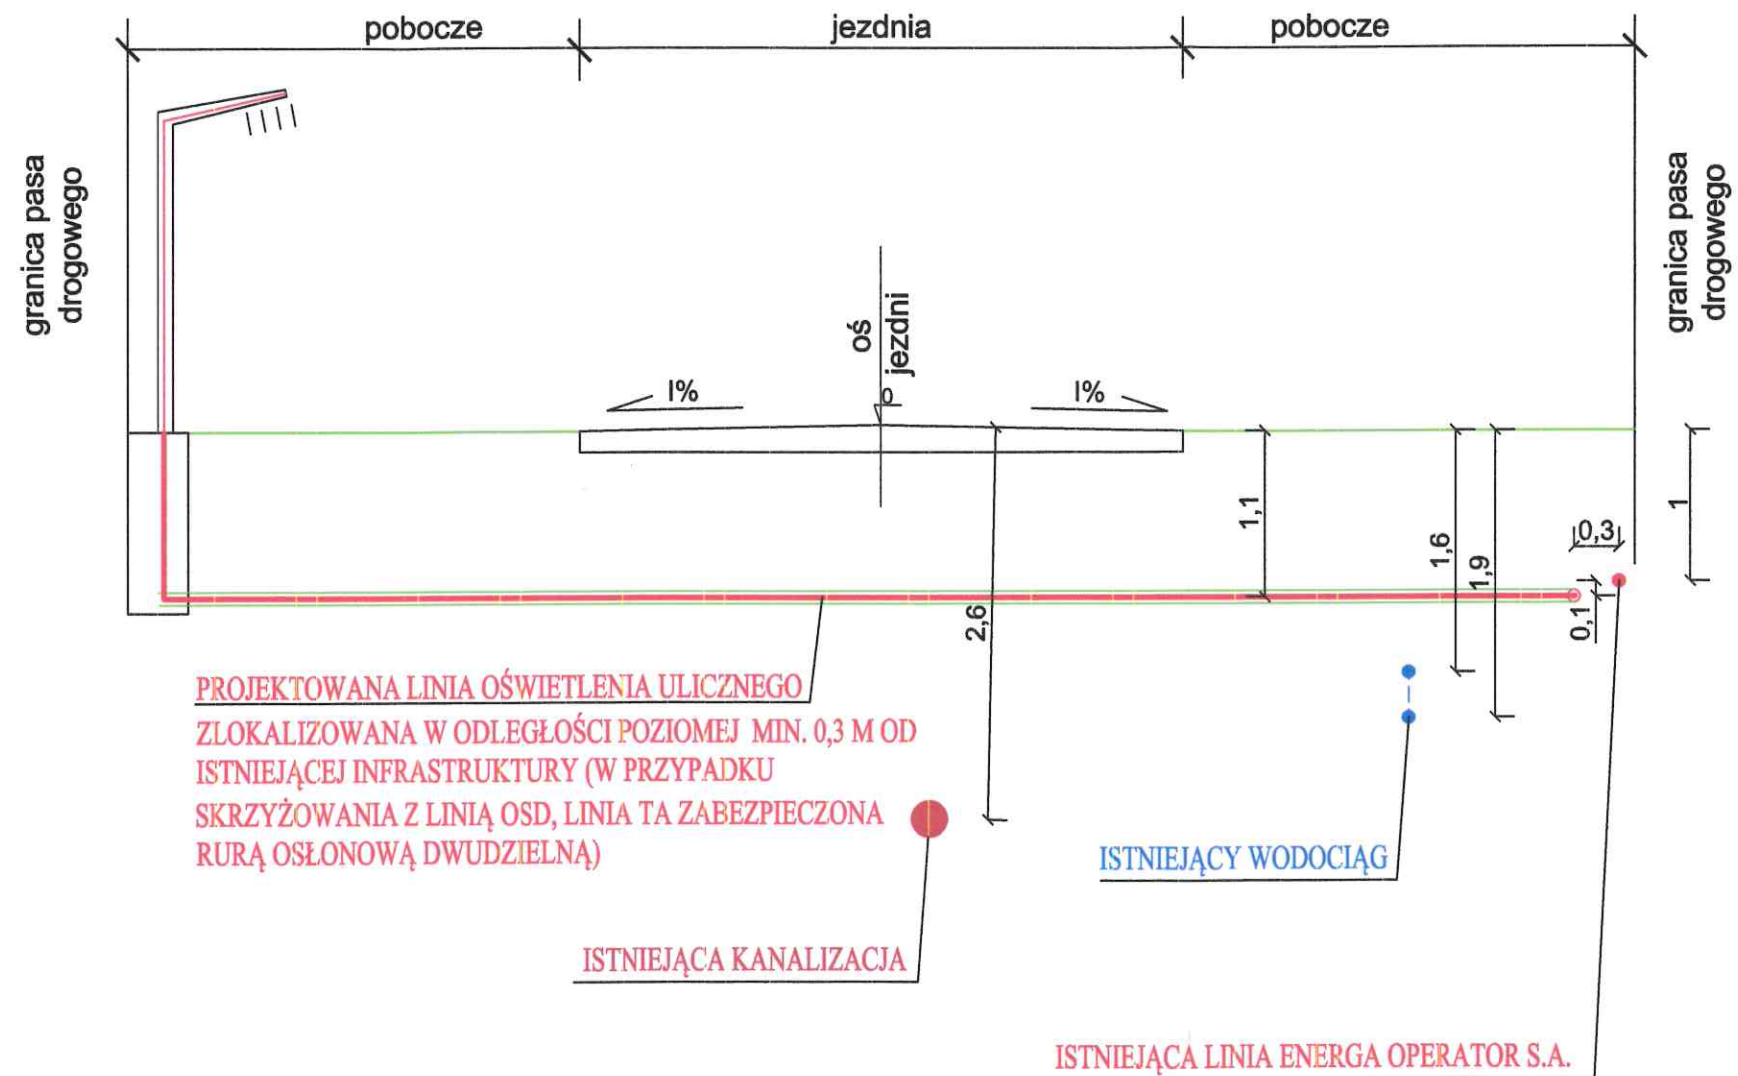 pobocze
jezdnia
pobocze
granica pasa
drogowego
granica pasa
drogowego
oś
jezdni
0
1%
1%
1,1
1,6
1,9
0,3
1
0,1
2,6
PROJEKTOWANA LINIA OŚWIETLENIA ULICZNEGO
ZLOKALIZOWANA W ODLEGŁOŚCI POZIOMEJ MIN. 0,3 M OD
ISTNIEJĄCEJ INFRASTRUKTURY (W PRZYPADKU
SKRZYŻOWANIA Z LINIĄ OSD, LINIA TA ZABEZPIECZONA
RURĄ OSŁONOWĄ DWUDZIELNĄ)
ISTNIEJĄCY WODOCIĄG
ISTNIEJĄCA KANALIZACJA
ISTNIEJĄCA LINIA ENERGA OPERATOR S.A.